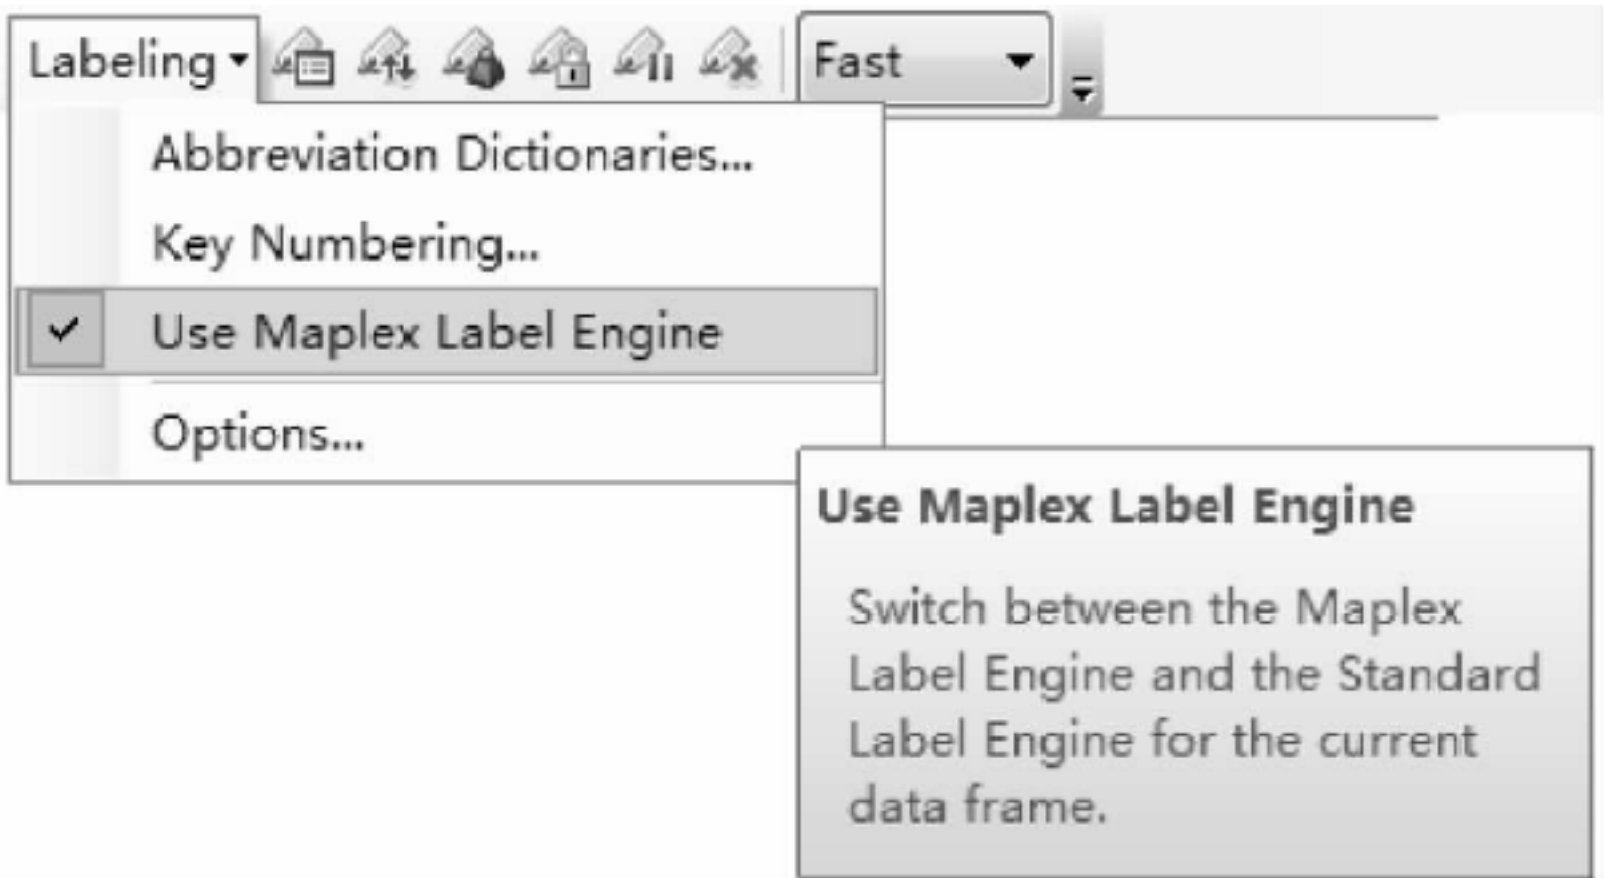 Labeling Fast
Abbreviation Dictionaries...
Key Numbering...
Use Maplex Label Engine
Options...
Use Maplex Label Engine
Switch between the Maplex
Label Engine and the Standard
Label Engine for the current
data frame.